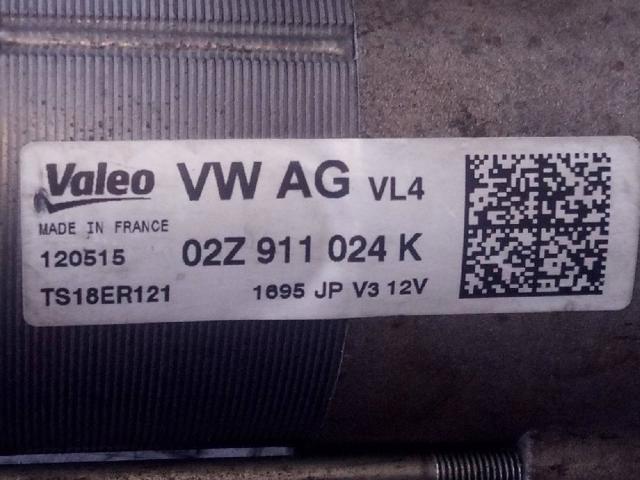 Valeo VW AG VL4
MADE IN FRANCE
120515 02Z 911 024 K
TS18ER121 1695 JP V3 12V